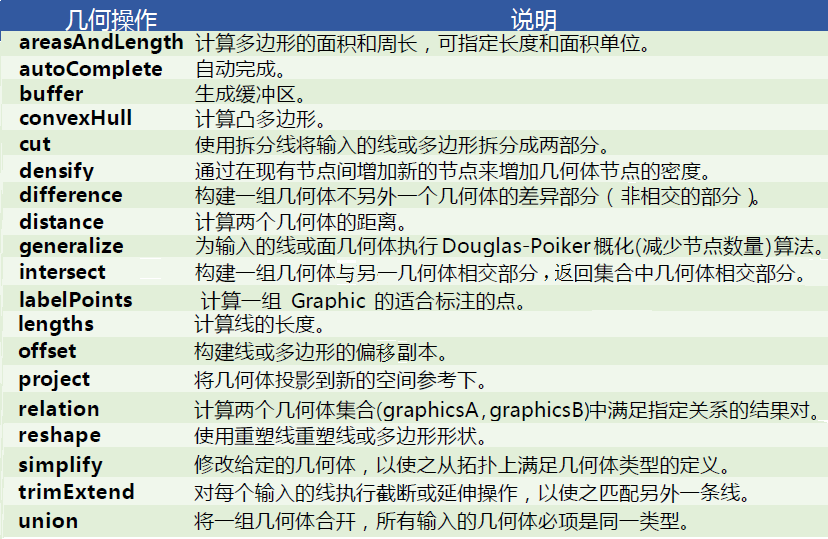 几何操作 说明
areasAndLength 计算多边形的面积和周长，可指定长度和面积单位。
autoComplete 自动完成。
buffer 生成缓冲区。
convexHull 计算凸多边形。
cut 使用拆分线将输入的线或多边形拆分成两部分。
densify 通过在现有节点间增加新的节点来增加几何体节点的密度。
difference 构建一组几何体不另外一个几何体的差异部分（非相交的部分）。
distance 计算两个几何体的距离。
generalize 为输入的线或面几何体执行Douglas-Poiker概化(减少节点数量)算法。
intersect 构建一组几何体与另一几何体相交部分，返回集合中几何体相交部分。
labelPoints 计算一组 Graphic 的适合标注的点。
lengths 计算线的长度。
offset 构建线或多边形的偏移副本。
project 将几何体投影到新的空间参考下。
relation 计算两个几何体集合(graphicsA, graphicsB)中满足指定关系的结果对。
reshape 使用重塑线重塑线或多边形形状。
simplify 修改给定的几何体，以使之从拓扑上满足几何体类型的定义。
trimExtend 对每个输入的线执行截断或延伸操作，以使之匹配另外一条线。
union 将一组几何体合幵，所有输入的几何体必项是同一类型。